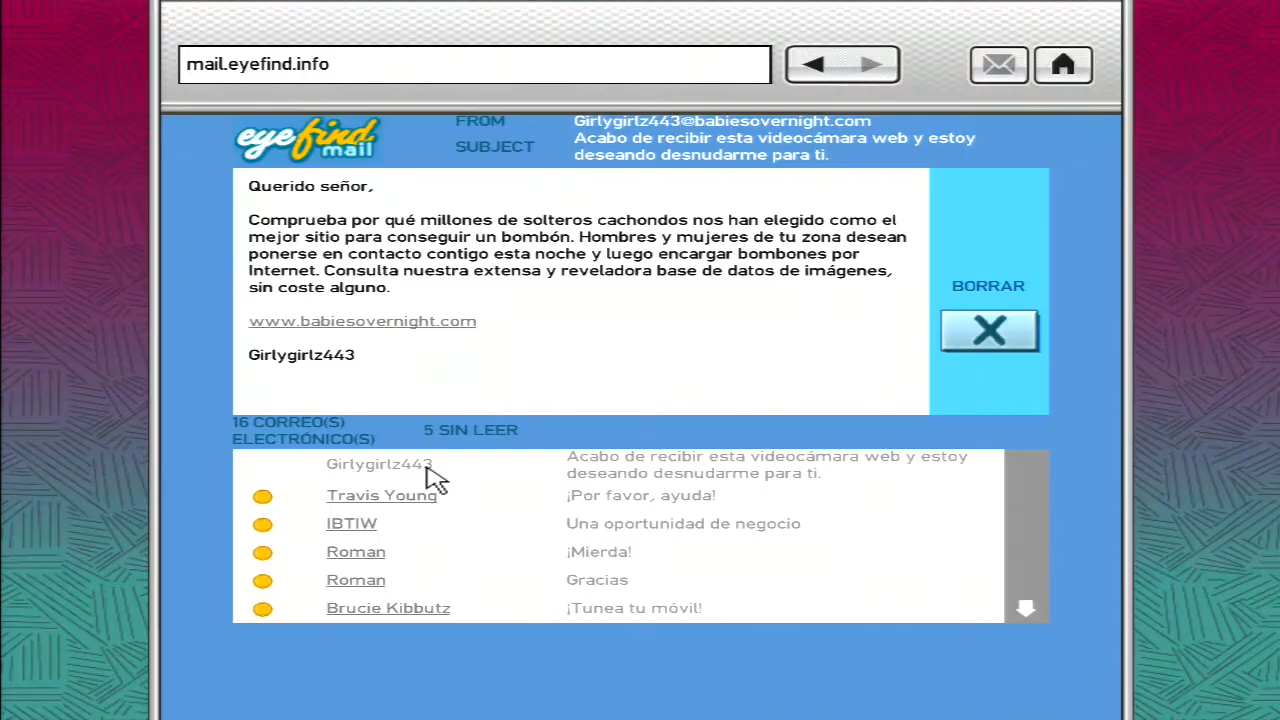 mail.eyefind.info
eyefind
mail
FROM
Girlygirlz443@babiesovernight.com
SUBJECT
Acabo de recibir esta videocámara web y estoy
deseando desnudarme para ti.
Querido señor,
Comprueba por qué millones de solteros cachondos nos han elegido como el
mejor sitio para conseguir un bombón. Hombres y mujeres de tu zona desean
ponerse en contacto contigo esta noche y luego encargar bombones por
Internet. Consulta nuestra extensa y reveladora base de datos de imágenes,
sin coste alguno.
www.babiesovernight.com
Girlygirlz443
BORRAR
16 CORREO(S)
ELECTRÓNICO(S)
5 SIN LEER
Girlygirlz443
Acabo de recibir esta videocámara web y estoy
deseando desnudarme para ti.
Travis Young ¡Por favor, ayuda!
IBTIW Una oportunidad de negocio
Roman ¡Mierda!
Roman Gracias
Brucie Kibbutz ¡Tunea tu móvil!